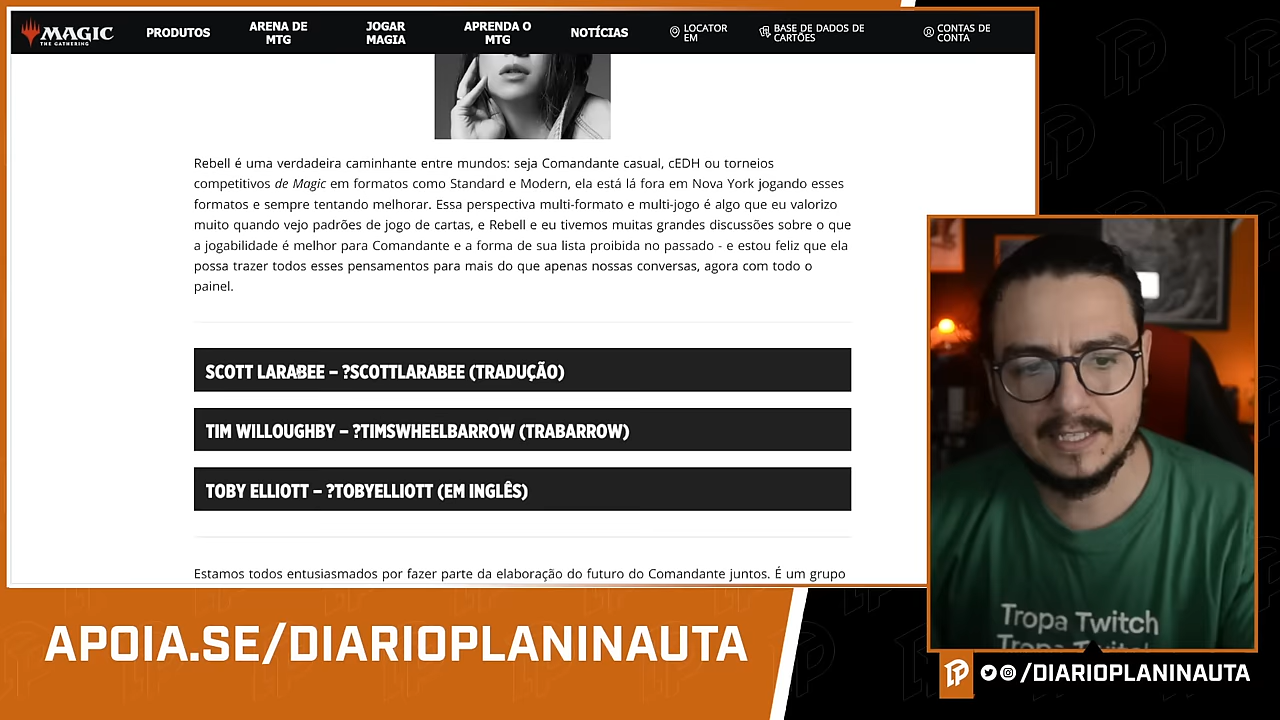 MAGIC
THE GATHERING
PRODUTOS
ARENA DE
MTG
JOGAR
MAGIA
APRENDA O
MTG
NOTÍCIAS
LOCATOR
EM
BASE DE DADOS DE
CARTÕES
CONTAS DE
CONTA
Rebell é uma verdadeira caminhante entre mundos: seja Comandante casual, cEDH ou torneios
competitivos de Magic em formatos como Standard e Modern, ela está lá fora em Nova York jogando esses
formatos e sempre tentando melhorar. Essa perspectiva multi-formato e multi-jogo é algo que eu valorizo
muito quando vejo padrões de jogo de cartas, e Rebell e eu tivemos muitas grandes discussões sobre o que
a jogabilidade é melhor para Comandante e a forma de sua lista proibida no passado - e estou feliz que ela
possa trazer todos esses pensamentos para mais do que apenas nossas conversas, agora com todo o
painel.
SCOTT LARABEE – ?SCOTTLARABEE (TRADUÇÃO)
TIM WILLOUGHBY – ?TIMSWHEELBARROW (TRABARROW)
TOBY ELLIOTT – ?TOBYELLIOTT (EM INGLÊS)
Estamos todos entusiasmados por fazer parte da elaboração do futuro do Comandante juntos. É um grupo
Tropa Twitch
Tropa Twitch
APOIA.SE/DIARIOPLANINAUTA
/DIARIOPLANINAUTA